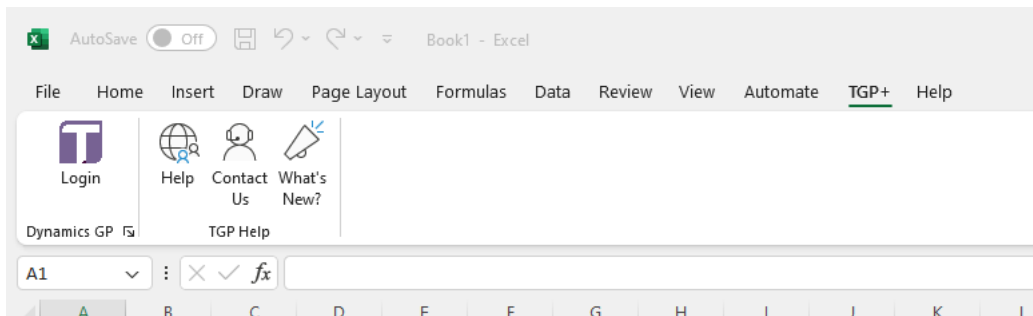 AutoSave Off Book1 - Excel
File Home Insert Draw Page Layout Formulas Data Review View Automate TGP+ Help
Login Help Contact Us What's New?
Dynamics GP TGP Help
A1 fx
A B C D E F G H I J K L